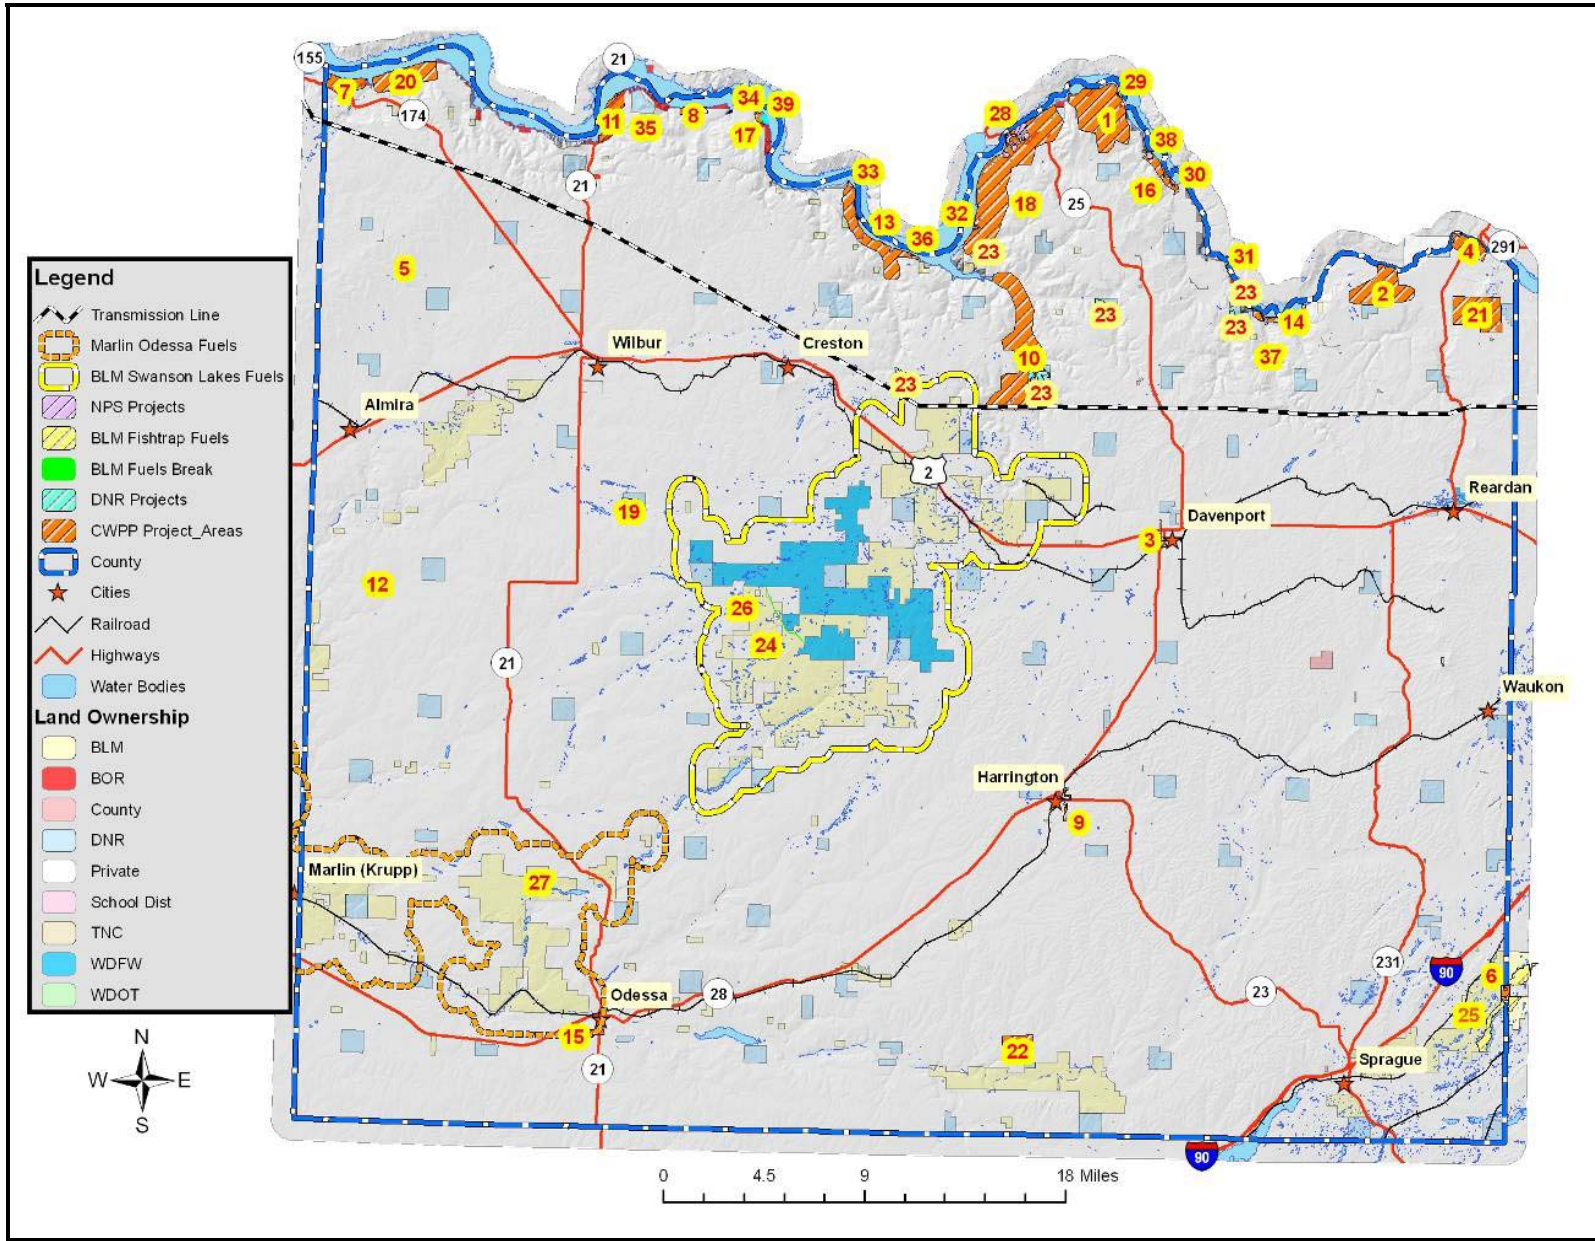 155
21
20
7
174
11
35
8
34
39
17
28
29
1
38
30
16
33
21
18
25
13
32
36
23
31
4
291
5
23
2
21
23
23
14
37
Legend
Transmission Line
Marlin Odessa Fuels
BLM Swanson Lakes Fuels
NPS Projects
BLM Fishtrap Fuels
BLM Fuels Break
DNR Projects
CWPP Project_Areas
County
Cities
Railroad
Highways
Water Bodies
Land Ownership
BLM
BOR
County
DNR
Private
School Dist
TNC
WDFW
WDOT
Wilbur
Creston
10
23
23
Almira
2
Reardan
19
Davenport
3
12
26
24
21
Waukon
Harrington
9
Marlin (Krupp)
27
231
90
6
Odessa
28
23
25
15
22
Sprague
21
90
N
W E
S
0 4.5 9 18 Miles